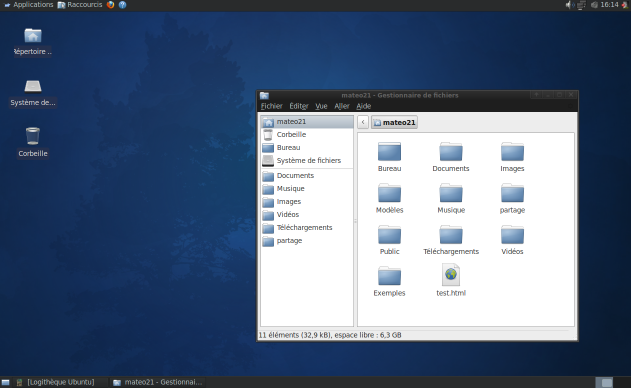 Applications Raccourcis 16:14
Répertoire ...
Système de...
Corbeille
mateo21 - Gestionnaire de fichiers
Fichier Éditer Vue Aller Aide
mateo21
Corbeille
Bureau
Système de fichiers
Documents
Musique
Images
Vidéos
Téléchargements
partage
mateo21
Bureau Documents Images
Modèles Musique partage
Public Téléchargements Vidéos
Exemples test.html
11 éléments (32,9 kB), espace libre : 6,3 GB
[Logithèque Ubuntu] mateo21 - Gestionnai...